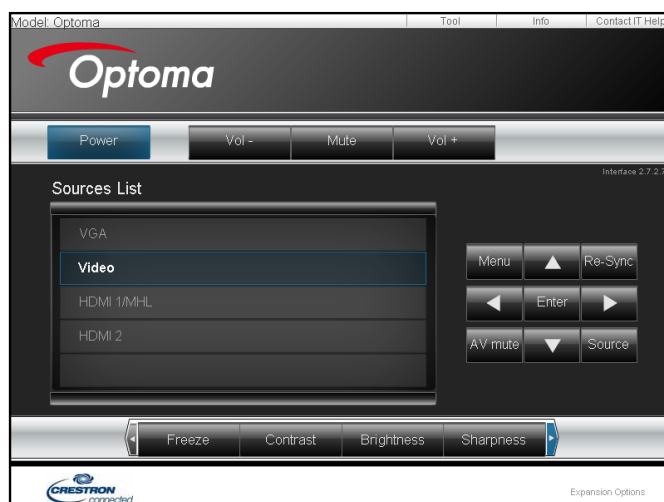 Model: Optoma
Tool
Info
Contact IT Help
Optoma
Power
Vol -
Mute
Vol +
Interface 2.7.2.7
Sources List
VGA
Video
HDMI 1/MHL
HDMI 2
Menu
Re-Sync
Enter
AV mute
Source
Freeze
Contrast
Brightness
Sharpness
CRESTRON
connected
Expansion Options